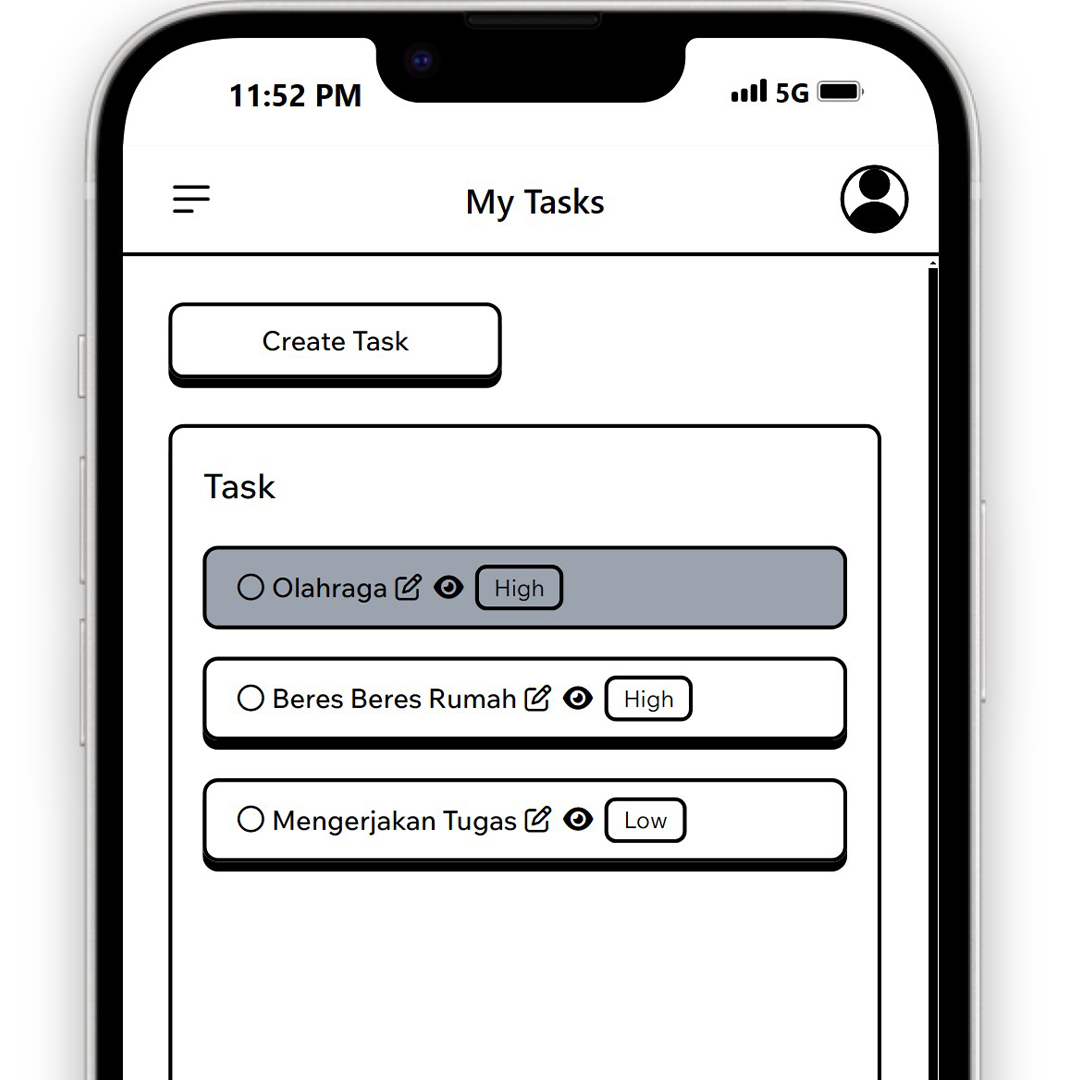 11:52 PM 5G
My Tasks
Create Task
Task
Olahraga High
Beres Beres Rumah High
Mengerjakan Tugas Low